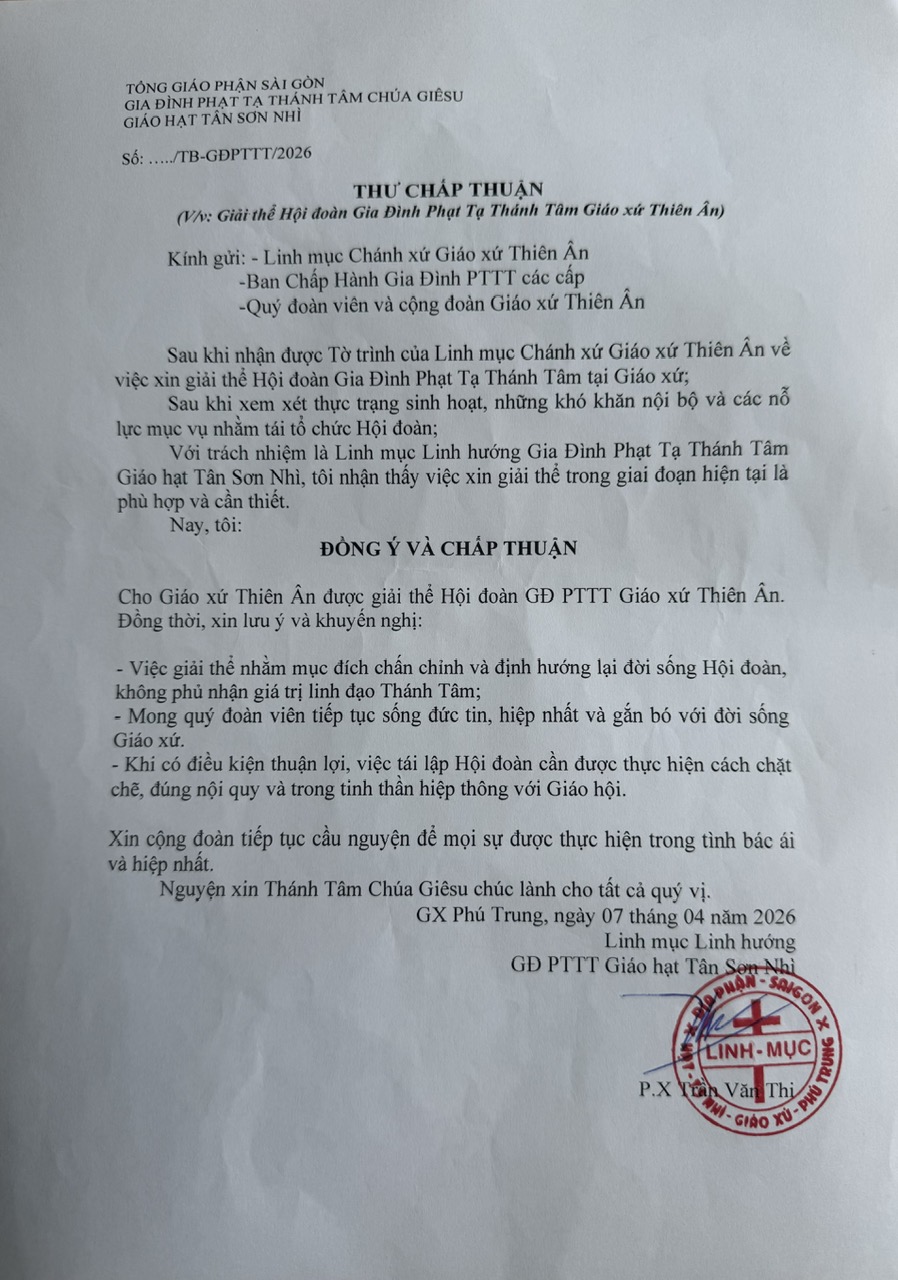 TÔNG GIÁO PHẬN SÀI GÒN
GIA ĐÌNH PHẠT TẠ THÁNH TÂM CHÚA GIÊSU
GIÁO HẠT TÂN SƠN NHÌ
Số: …../TB-GĐPTTT/2026
THƯ CHẤP THUẬN
(V/v: Giải thể Hội đoàn Gia Đình Phạt Tạ Thánh Tâm Giáo xứ Thiên Ân)
Kính gửi: - Linh mục Chánh xứ Giáo xứ Thiên Ân
-Ban Chấp Hành Gia Đình PTTT các cấp
-Quý đoàn viên và cộng đoàn Giáo xứ Thiên Ân
Sau khi nhận được Tờ trình của Linh mục Chánh xứ Giáo xứ Thiên Ân về
việc xin giải thể Hội đoàn Gia Đình Phạt Tạ Thánh Tâm tại Giáo xứ;
Sau khi xem xét thực trạng sinh hoạt, những khó khăn nội bộ và các nỗ
lực mục vụ nhằm tái tổ chức Hội đoàn;
Với trách nhiệm là Linh mục Linh hướng Gia Đình Phạt Tạ Thánh Tâm
Giáo hạt Tân Sơn Nhì, tôi nhận thấy việc xin giải thể trong giai đoạn hiện tại là
phù hợp và cần thiết.
Nay, tôi:
ĐỒNG Ý VÀ CHẤP THUẬN
Cho Giáo xứ Thiên Ân được giải thể Hội đoàn GĐ PTTT Giáo xứ Thiên Ân.
Đồng thời, xin lưu ý và khuyến nghị:
- Việc giải thể nhằm mục đích chấn chỉnh và định hướng lại đời sống Hội đoàn,
không phủ nhận giá trị linh đạo Thánh Tâm;
- Mong quý đoàn viên tiếp tục sống đức tin, hiệp nhất và gắn bó với đời sống
Giáo xứ.
- Khi có điều kiện thuận lợi, việc tái lập Hội đoàn cần được thực hiện cách chặt
chẽ, đúng nội quy và trong tinh thần hiệp thông với Giáo hội.
Xin cộng đoàn tiếp tục cầu nguyện để mọi sự được thực hiện trong tình bác ái
và hiệp nhất.
Nguyện xin Thánh Tâm Chúa Giêsu chúc lành cho tất cả quý vị.
GX Phú Trung, ngày 07 tháng 04 năm 2026
Linh mục Linh hướng
GĐ PTTT Giáo hạt Tân Sơn Nhì
PHẬN - SAIGON
LINH-MỤC
NHÌ - GIÁO XỨ - PHÚ TRUNG
P.X Trần Văn Thi